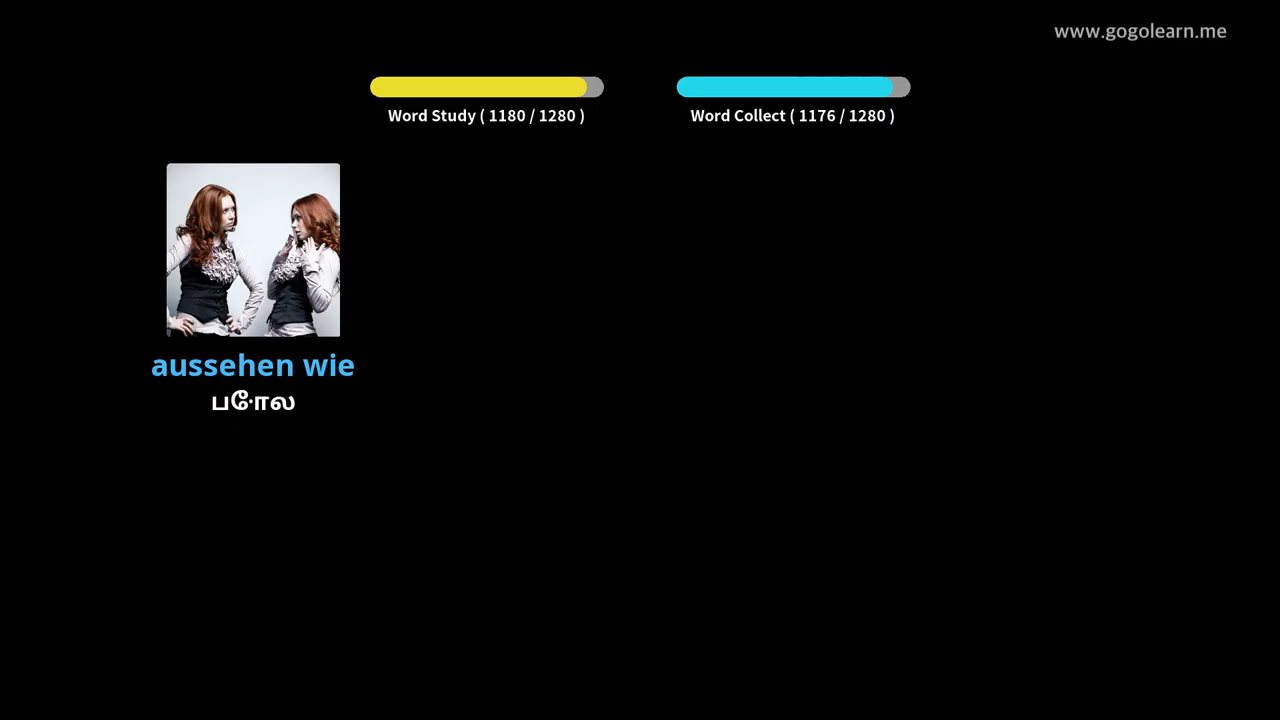 www.gogolearn.me
Word Study ( 1180 / 1280 )
Word Collect ( 1176 / 1280 )
aussehen wie
போல